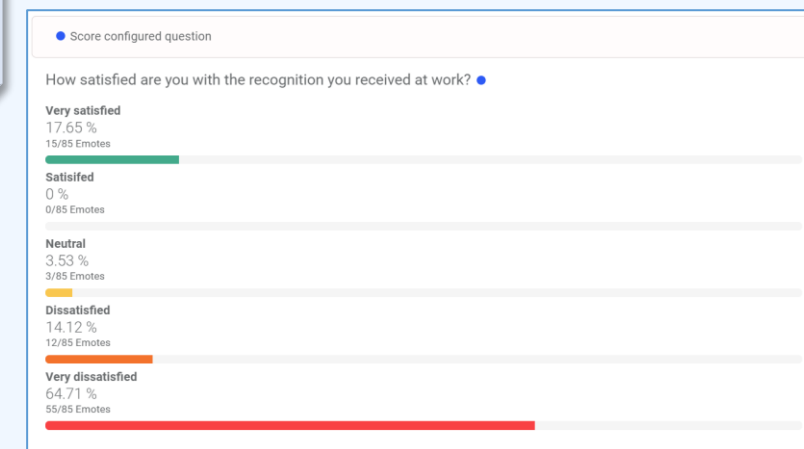 Score configured question
How satisfied are you with the recognition you received at work?
Very satisfied
17.65 %
15/85 Emotes
Satisifed
0 %
0/85 Emotes
Neutral
3.53 %
3/85 Emotes
Dissatisfied
14.12 %
12/85 Emotes
Very dissatisfied
64.71 %
55/85 Emotes